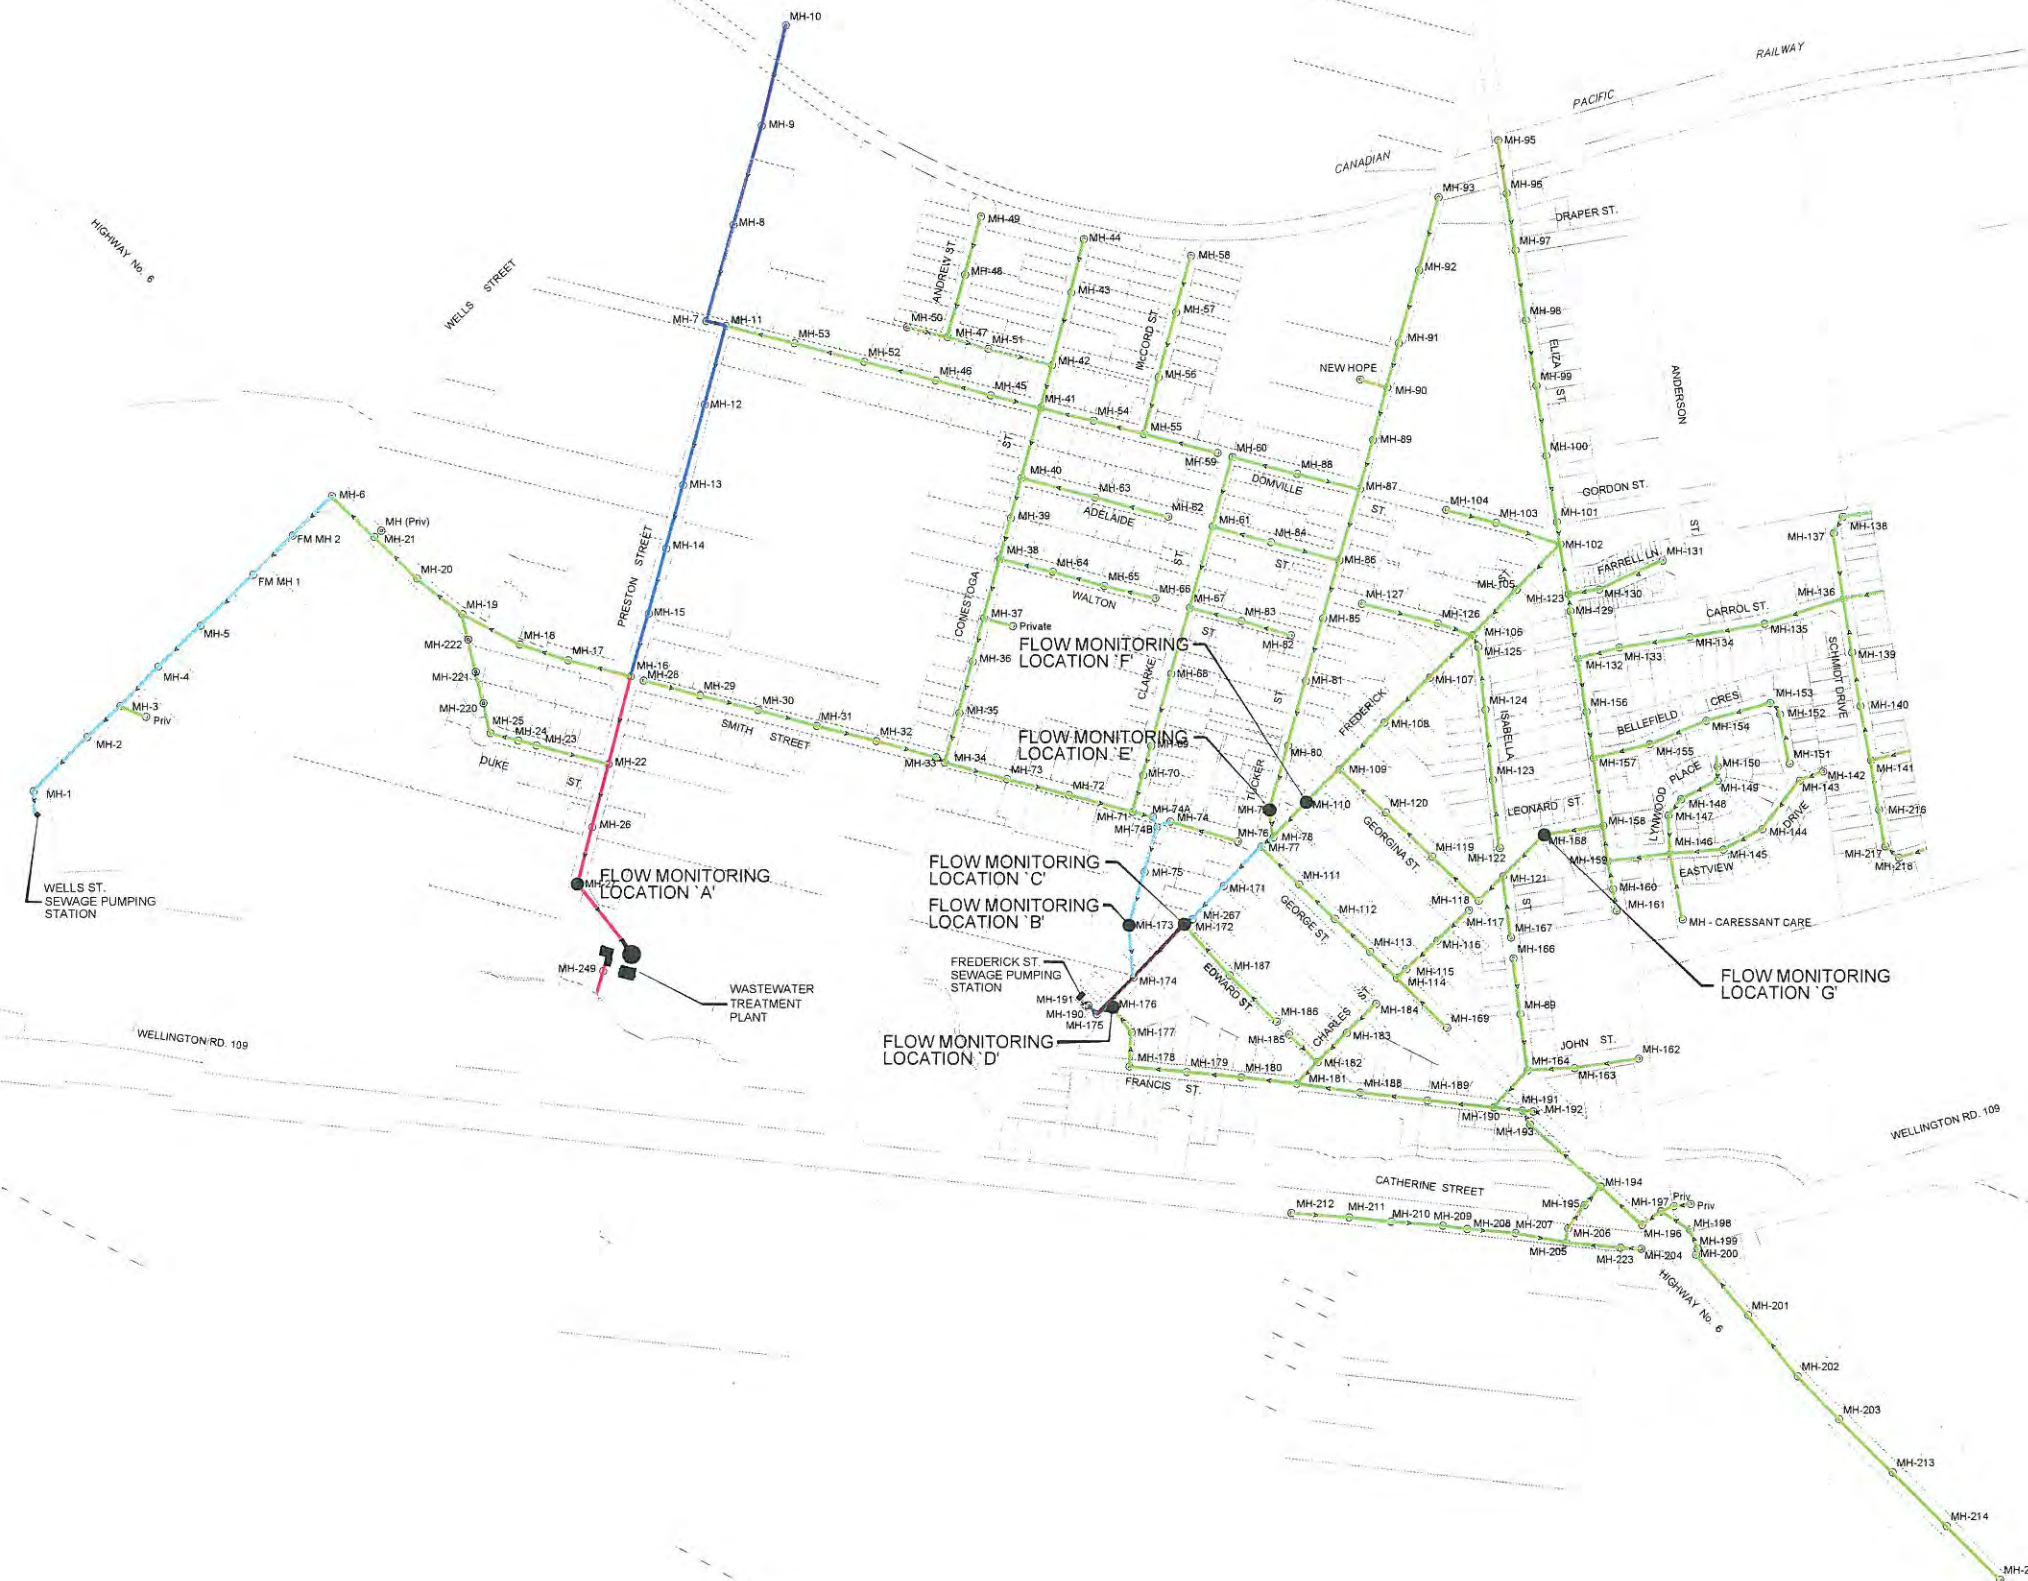 MH-10
RAILWAY
PACIFIC
MH-9
MH-95
CANADIAN
MH-93
MH-96
DRAPER ST.
MH-49
MH-8
MH-44
MH-97
HIGHWAY No. 6
MH-58
ANDREW ST
MH-48
MH-92
WELLS STREET
MH-43
MH-57
MH-7
MH-11
MH-50
MH-47
MH-51
MH-98
McCORD ST.
MH-53
MH-52
MH-42
MH-91
ELIZA ST.
MH-46
MH-45
MH-56
NEW HOPE
MH-90
MH-99
ANDERSON
ST
MH-12
MH-41
MH-54
MH-55
MH-89
MH-60
MH-59
MH-88
MH-100
CONESTOGA ST.
MH-40
MH-13
DOMVILLE ST.
MH-87
GORDON ST.
MH-6
MH-63
ADELAIDE ST.
MH-62
MH-104
MH-103
MH (Priv)
MH-21
FM MH 2
MH-39
MH-61
MH-84
MH-101
MH-137
MH-138
MH-14
PRESTON STREET
MH-38
MH-86
MH-102
FARRELL LN.
MH-131
FM MH 1
MH-20
MH-64
MH-65
MH-66
WALTON ST.
MH-67
MH-105
MH-123
MH-130
MH-129
MH-136
MH-19
MH-15
MH-37
Private
MH-83
MH-82
MH-85
MH-127
MH-126
CARROL ST.
MH-135
MH-5
MH-222
MH-18
MH-17
MH-106
MH-125
MH-134
MH-133
MH-132
SCHMIDT DRIVE
MH-139
FLOW MONITORING
LOCATION `F'
MH-4
MH-221
MH-16
MH-28
MH-36
CLARKE ST.
MH-68
MH-81
MH-107
MH-220
MH-29
MH-30
MH-31
MH-32
SMITH STREET
MH-35
FREDERICK ST.
MH-108
MH-124
ISABELLA ST
MH-156
BELLEFIELD CRES
MH-153
MH-152
MH-154
MH-155
MH-140
MH-3
Priv
MH-2
MH-25
MH-24
MH-23
DUKE ST.
MH-22
FLOW MONITORING
LOCATION `E'
MH-69
MH-80
TUCKER ST
MH-33
MH-34
MH-73
MH-72
MH-70
MH-109
MH-123
MH-157
MH-150
MH-151
MH-142
MH-141
MH-143
MH-149
LYNWOOD PLACE
MH-148
MH-147
MH-1
MH-71
MH-74A
MH-74B
MH-74
MH-110
MH-120
LEONARD ST.
MH-158
MH-216
MH-26
MH-76
MH-78
MH-77
GEORGINA ST.
MH-119
MH-122
MH-168
MH-144
EASTVIEW DRIVE
MH-146
MH-145
MH-159
MH-217
MH-218
FLOW MONITORING
LOCATION `A'
FLOW MONITORING
LOCATION `C'
MH-75
MH-171
MH-111
MH-121
MH-160
MH-161
MH - CARESSANT CARE
WELLS ST.
SEWAGE PUMPING
STATION
FLOW MONITORING
LOCATION `B'
MH-173
MH-267
MH-172
GEORGE ST.
MH-112
MH-118
MH-117
MH-116
MH-167
MH-166
MH-113
MH-115
MH-114
FREDERICK ST.
SEWAGE PUMPING
STATION
MH-249
MH-174
MH-187
EDWARD ST.
FLOW MONITORING
LOCATION `G'
WASTEWATER
TREATMENT
PLANT
MH-191
MH-190
MH-175
MH-176
MH-186
MH-185
CHARLES ST.
MH-184
MH-183
MH-169
MH-89
WELLINGTON RD. 109
FLOW MONITORING
LOCATION `D'
MH-177
MH-178
MH-179
MH-180
MH-182
MH-181
FRANCIS ST.
MH-188
MH-189
MH-164
JOHN ST.
MH-162
MH-163
MH-190
MH-191
MH-192
MH-193
WELLINGTON RD. 109
CATHERINE STREET
MH-194
MH-195
MH-197
Priv
Priv
MH-212
MH-211
MH-210
MH-209
MH-208
MH-207
MH-206
MH-205
MH-196
MH-198
MH-199
MH-200
MH-223
MH-204
HIGHWAY No. 6
MH-201
MH-202
MH-203
MH-213
MH-214